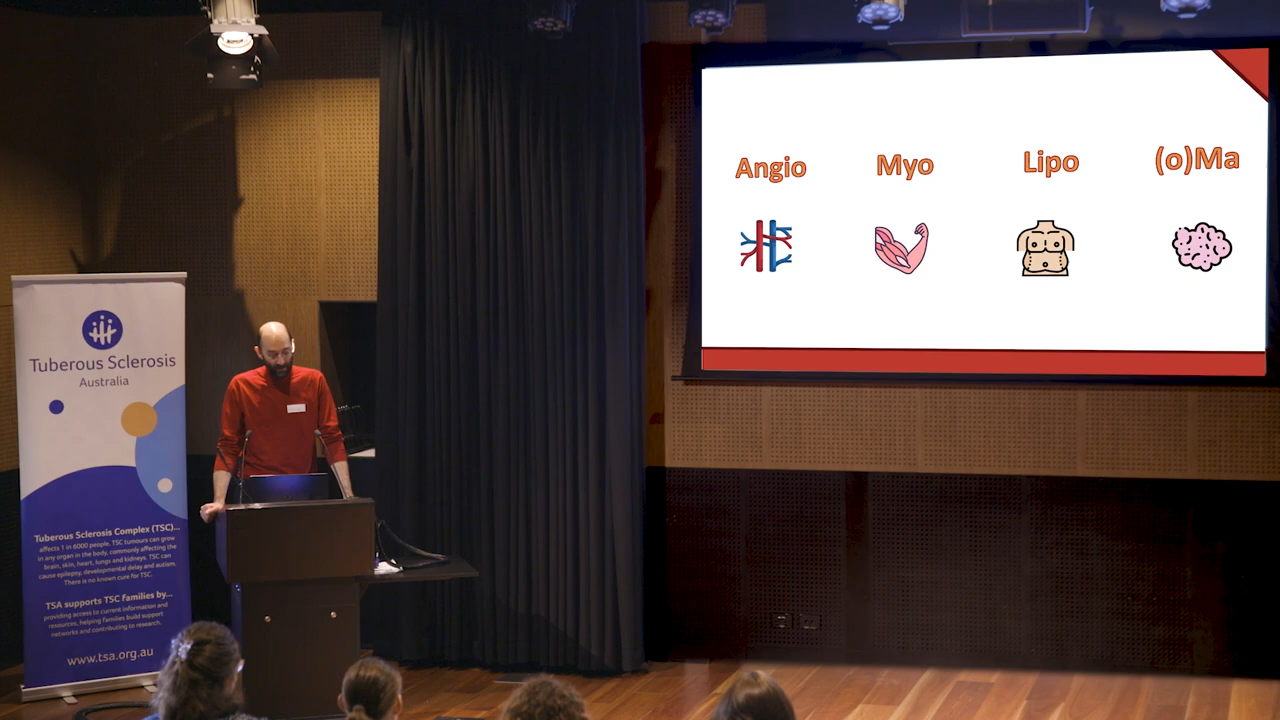 Angio Myo Lipo (o)Ma
Tuberous Sclerosis
Australia
Tuberous Sclerosis Complex (TSC)...
affects 1 in 6000 people. TSC tumours can grow
in any organ in the body, commonly affecting the
brain, skin, heart, lungs and kidneys. TSC can
cause epilepsy, developmental delay and autism.
There is no known cure for TSC.
TSA supports TSC families by...
providing access to current information and
resources, helping families build support
networks and contributing to research.
www.tsa.org.au